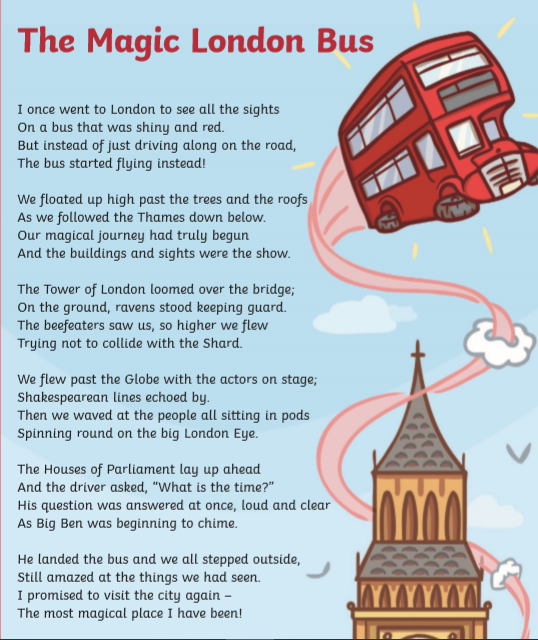 The Magic London Bus
I once went to London to see all the sights
On a bus that was shiny and red.
But instead of just driving along on the road,
The bus started flying instead!
We floated up high past the trees and the roofs
As we followed the Thames down below.
Our magical journey had truly begun
And the buildings and sights were the show.
The Tower of London loomed over the bridge;
On the ground, ravens stood keeping guard.
The beefeaters saw us, so higher we flew
Trying not to collide with the Shard.
We flew past the Globe with the actors on stage;
Shakespearean lines echoed by.
Then we waved at the people all sitting in pods
Spinning round on the big London Eye.
The Houses of Parliament lay up ahead
And the driver asked, “What is the time?”
His question was answered at once, loud and clear
As Big Ben was beginning to chime.
He landed the bus and we all stepped outside,
Still amazed at the things we had seen.
I promised to visit the city again –
The most magical place I have been!